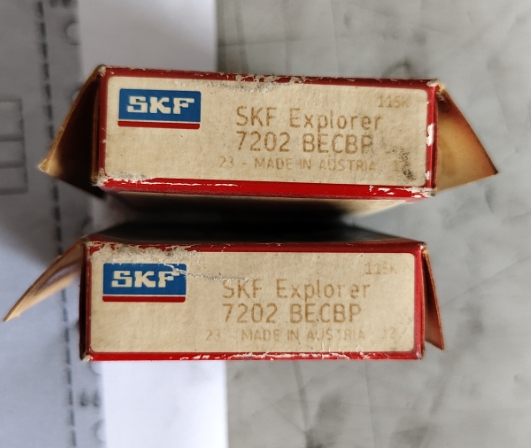 SKF
115K
SKF Explorer
7202 BECBP
23 - MADE IN AUSTRIA
SKF
115K
SKF Explorer
7202 BECBP
23 - MADE IN AUSTRIA 12